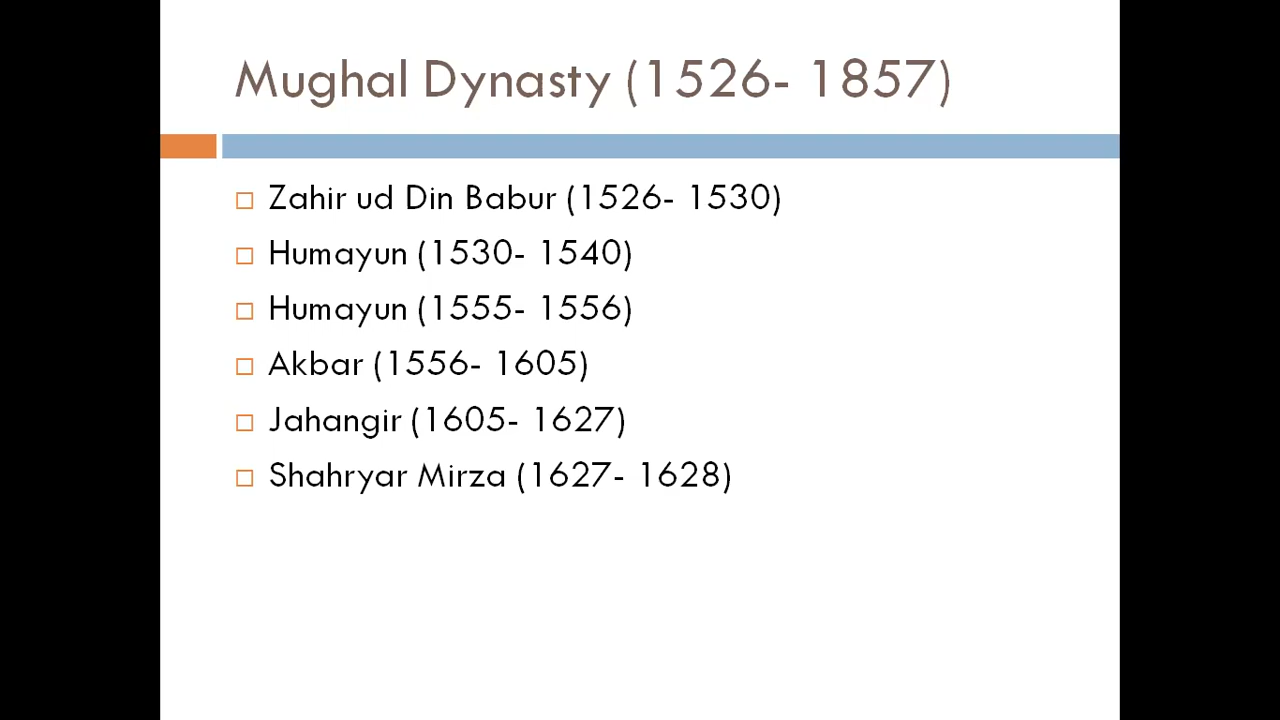 Mughal Dynasty (1526- 1857)
Zahir ud Din Babur (1526- 1530)
Humayun (1530- 1540)
Humayun (1555- 1556)
Akbar (1556- 1605)
Jahangir (1605- 1627)
Shahryar Mirza (1627- 1628)